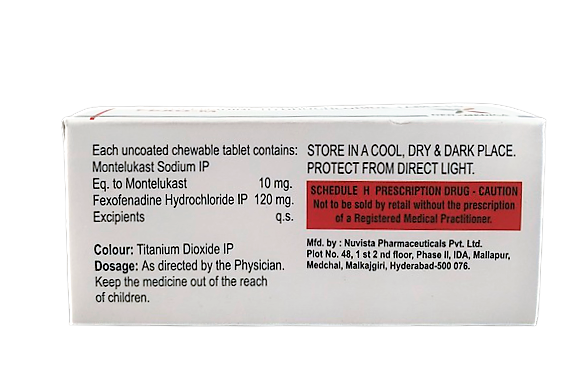 Each uncoated chewable tablet contains:
Montelukast Sodium IP
Eq. to Montelukast 10 mg.
Fexofenadine Hydrochloride IP 120 mg.
Excipients q.s.
Colour: Titanium Dioxide IP
Dosage: As directed by the Physician.
Keep the medicine out of the reach
of children.
STORE IN A COOL, DRY & DARK PLACE.
PROTECT FROM DIRECT LIGHT.
SCHEDULE H PRESCRIPTION DRUG - CAUTION
Not to be sold by retail without the prescription
of a Registered Medical Practitioner.
Mfd. by : Nuvista Pharmaceuticals Pvt. Ltd.
Plot No. 48, 1 st 2 nd floor, Phase II, IDA, Mallapur,
Medchal, Malkajgiri, Hyderabad-500 076.